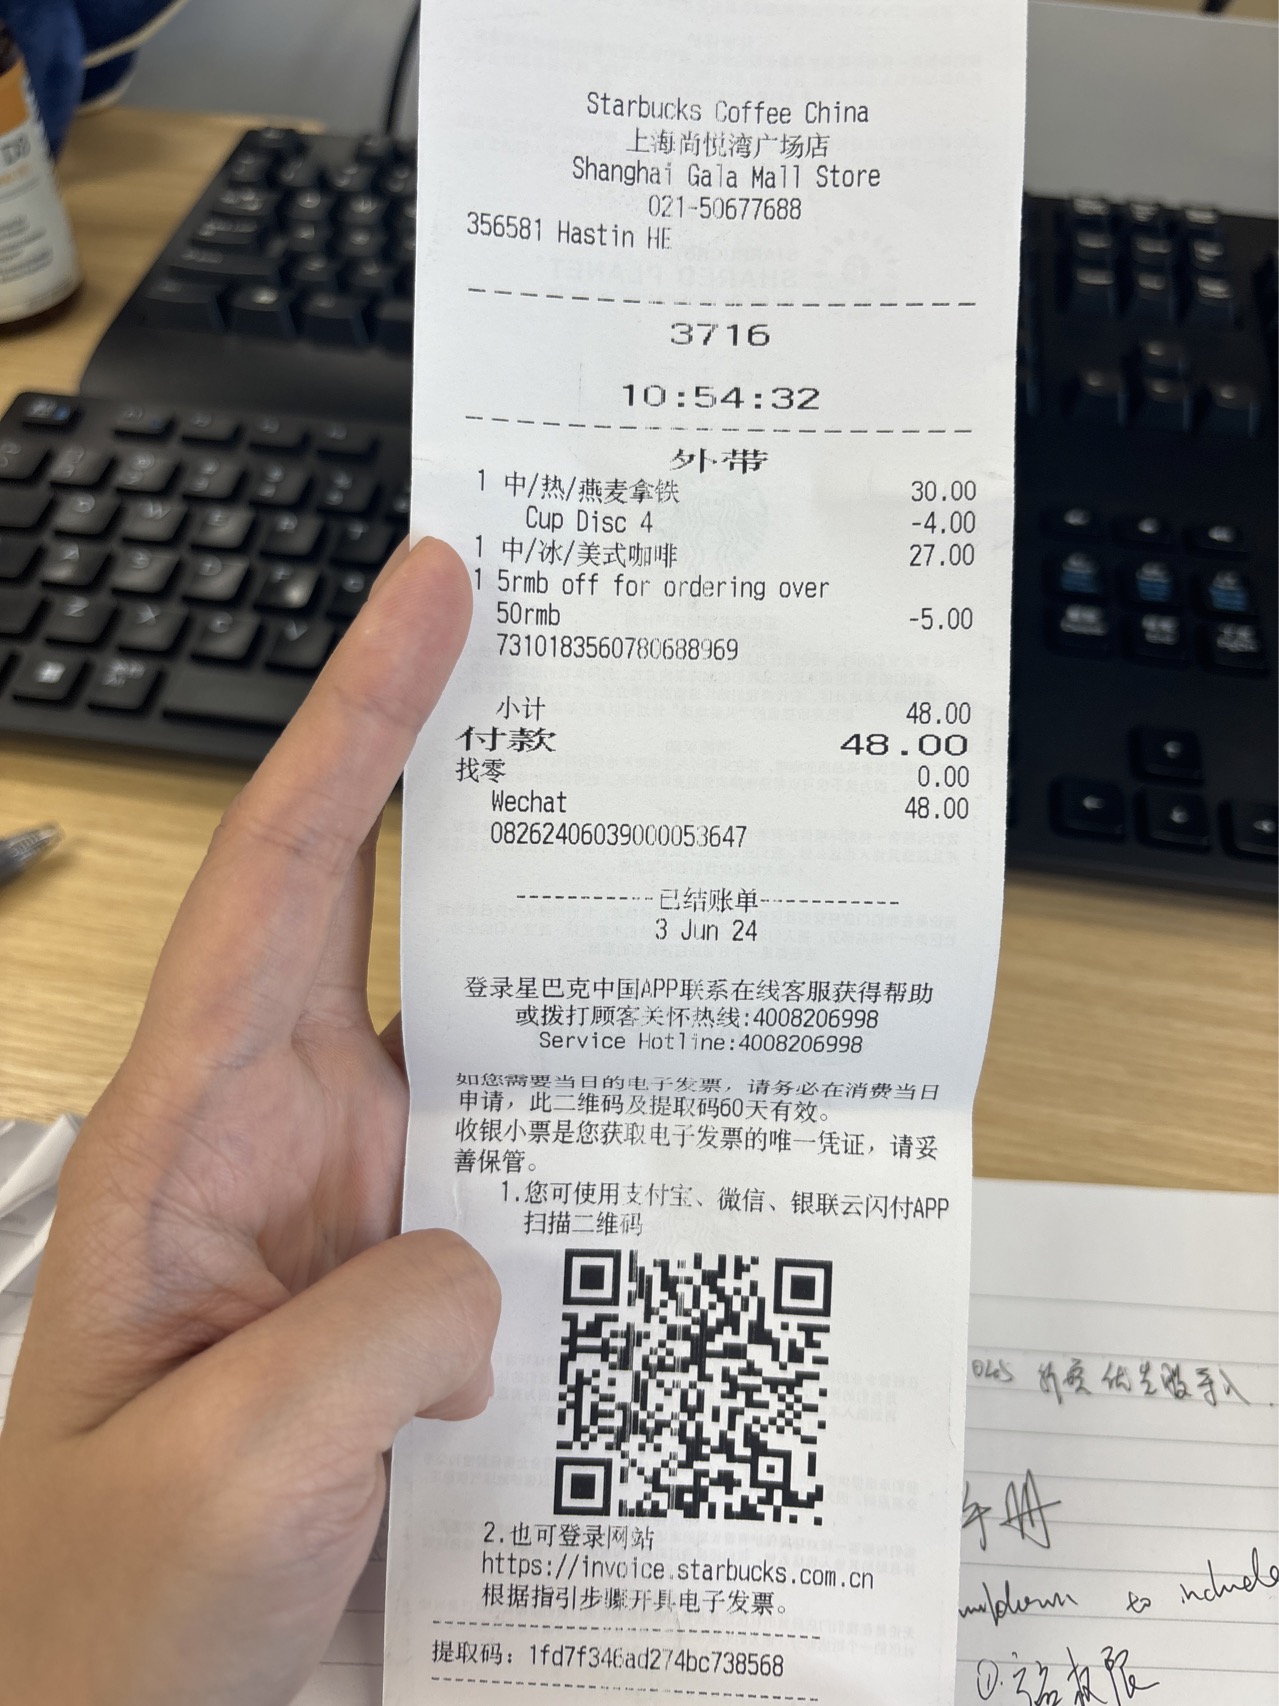 Starbucks Coffee China
上海尚悦湾广场店
Shanghai Gala Mall Store
021-50677688
356581 Hastin HE
3716
10:54:32
外带
1 中/热/燕麦拿铁 30.00
Cup Disc 4 -4.00
1 中/冰/美式咖啡 27.00
1 5rmb off for ordering over
50rmb -5.00
73101835607806889​69
小计 48.00
付款 48.00
找零 0.00
Wechat 48.00
08262406039000053647
-----------已结账单-----------
3 Jun 24
登录星巴克中国APP联系在线客服获得帮助
或拨打顾客关怀热线:4008206998
Service Hotline:4008206998
如您需要当日的电子发票，请务必在消费当日
申请，此二维码及提取码60天有效。
收银小票是您获取电子发票的唯一凭证，请妥
善保管。
1.您可使用支付宝、微信、银联云闪付APP
扫描二维码
2.也可登录网站
https://invoice.starbucks.com.cn
根据指引步骤开具电子发票。
提取码：1fd7f346ad274bc738568
to include